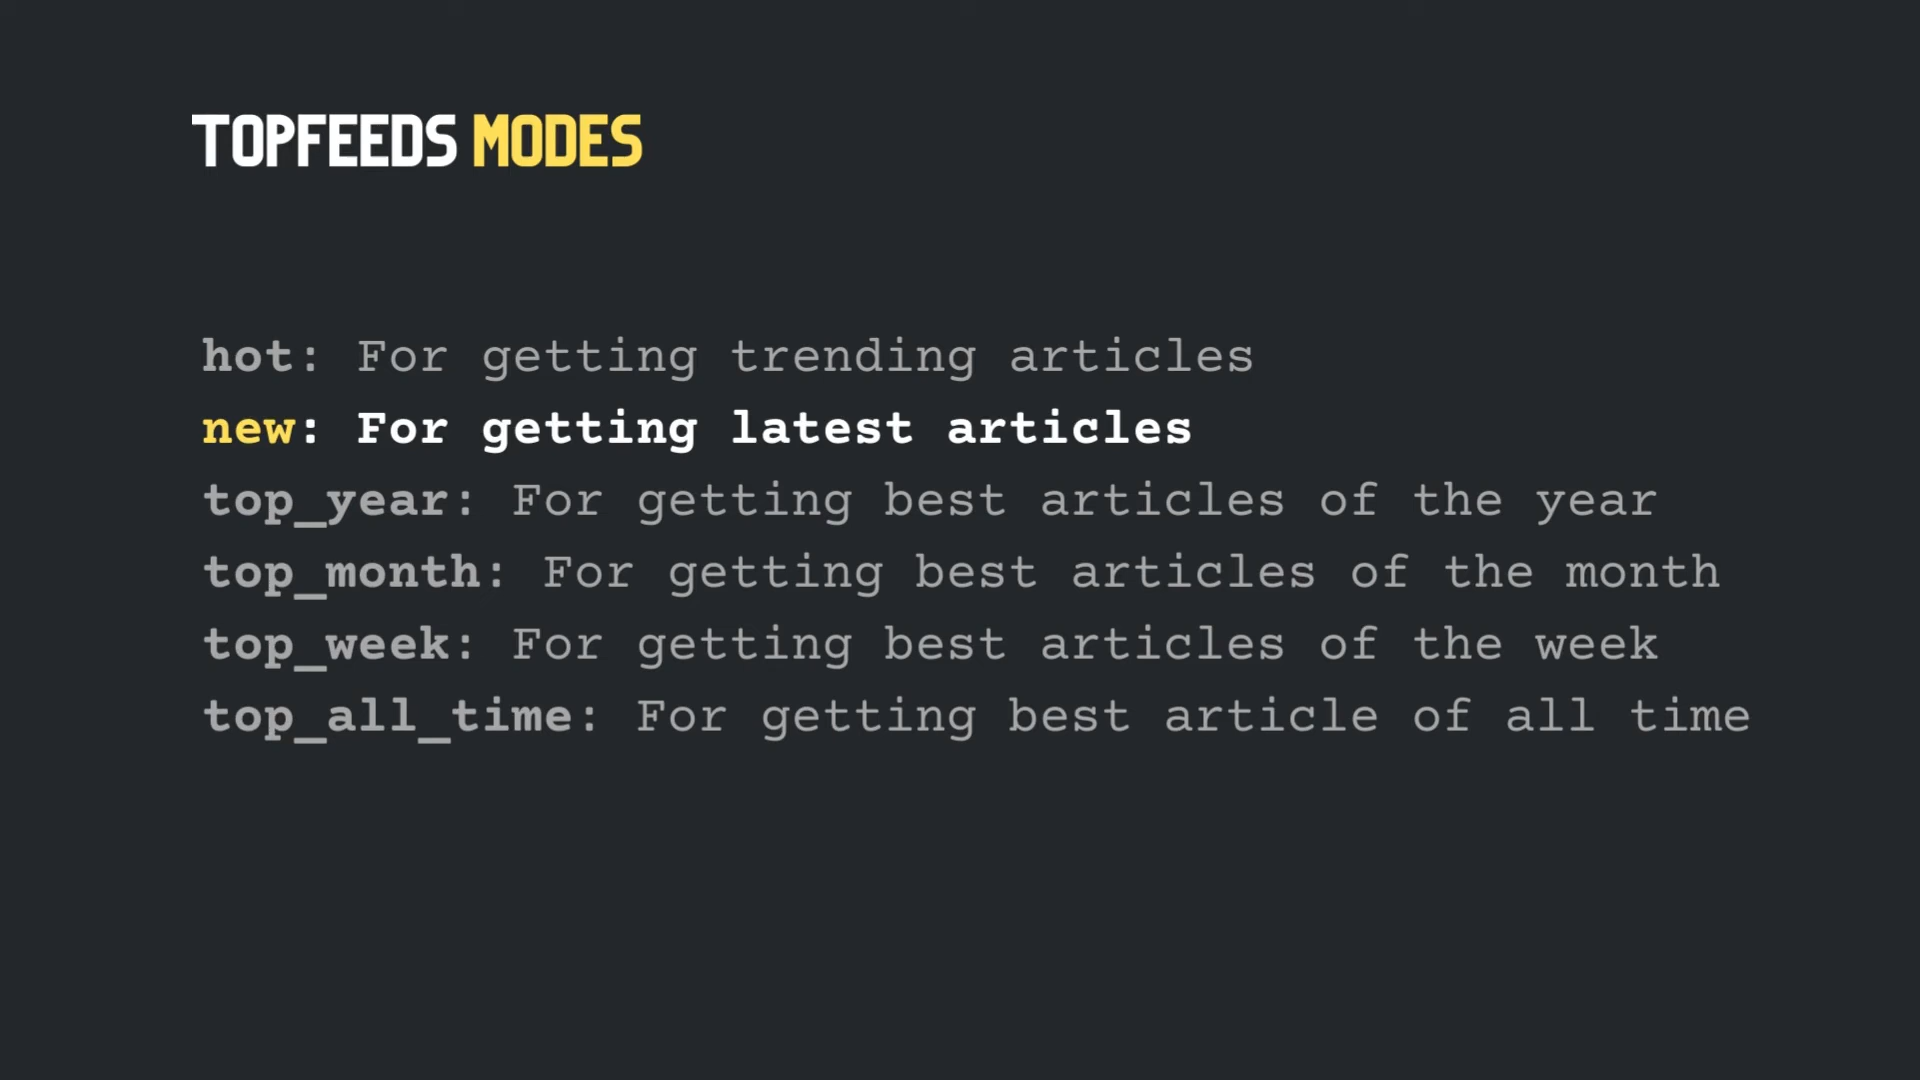 TOPFEEDS MODES
hot: For getting trending articles
new: For getting latest articles
top_year: For getting best articles of the year
top_month: For getting best articles of the month
top_week: For getting best articles of the week
top_all_time: For getting best article of all time